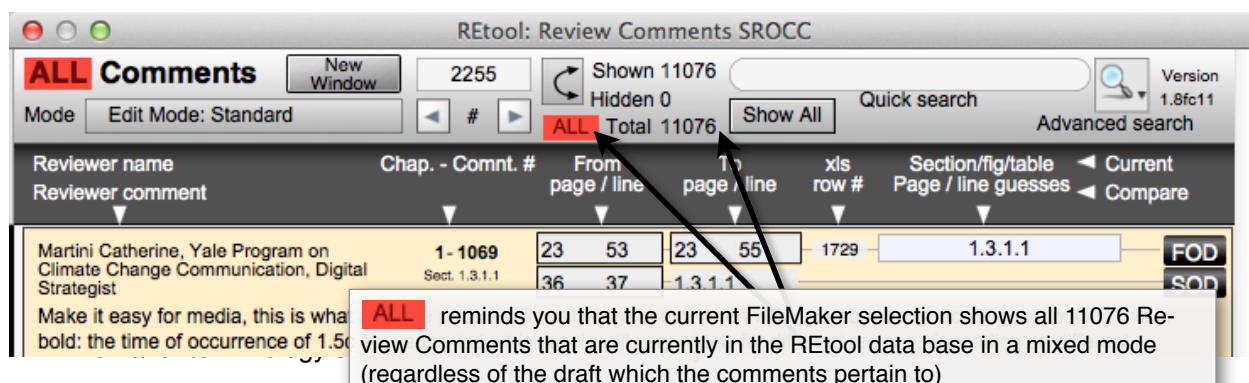 REtool: Review Comments SROCC
ALL Comments
New Window
2255
Shown 11076
Hidden 0
ALL Total 11076
Show All
Quick search
Advanced search
Version 1.8fc11
Mode Edit Mode: Standard
#
Reviewer name
Reviewer comment
Chap. - Comnt. #
From page / line
To page / line
xls row #
Section/fig/table
Page / line guesses
Current
Compare
Martini Catherine, Yale Program on
Climate Change Communication, Digital
Strategist
1- 1069
Sect. 1.3.1.1
23 53 23 55 1729 1.3.1.1 FOD
36 37 1.3.1.1 SOD
Make it easy for media, this is what
bold: the time of occurrence of 1.5c
ALL reminds you that the current FileMaker selection shows all 11076 Re-
view Comments that are currently in the REtool data base in a mixed mode
(regardless of the draft which the comments pertain to)